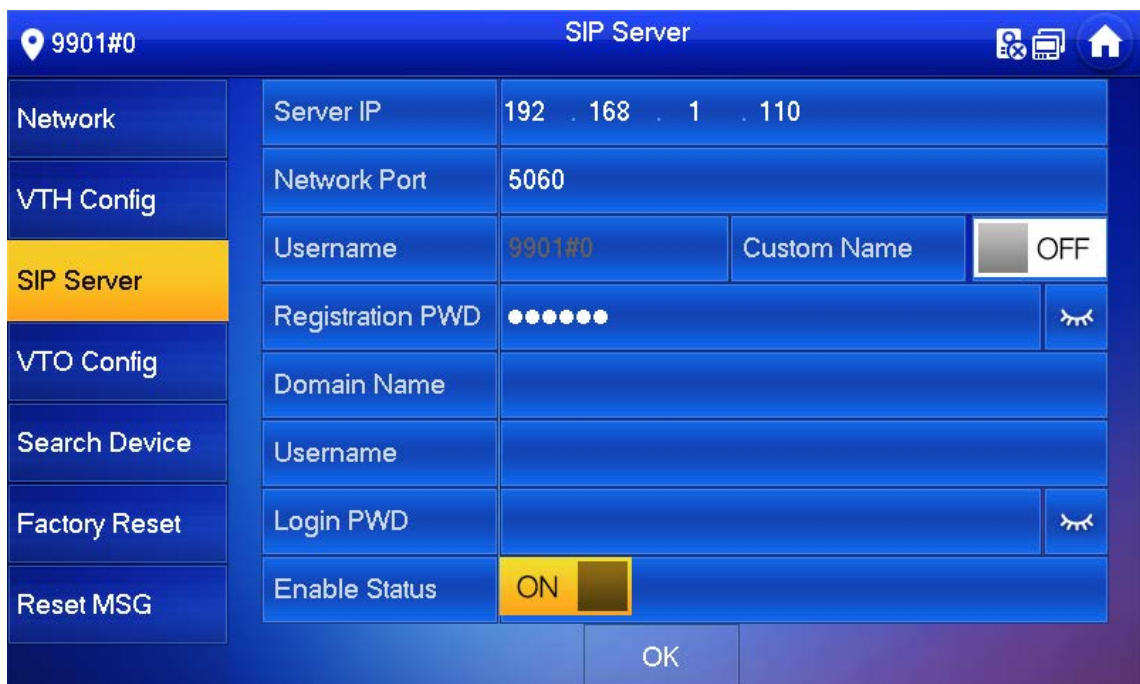 9901#0
SIP Server
Network
VTH Config
SIP Server
VTO Config
Search Device
Factory Reset
Reset MSG
Server IP 192 . 168 . 1 . 110
Network Port 5060
Username 9901#0 Custom Name OFF
Registration PWD ●●●●●●
Domain Name
Username
Login PWD
Enable Status ON
OK